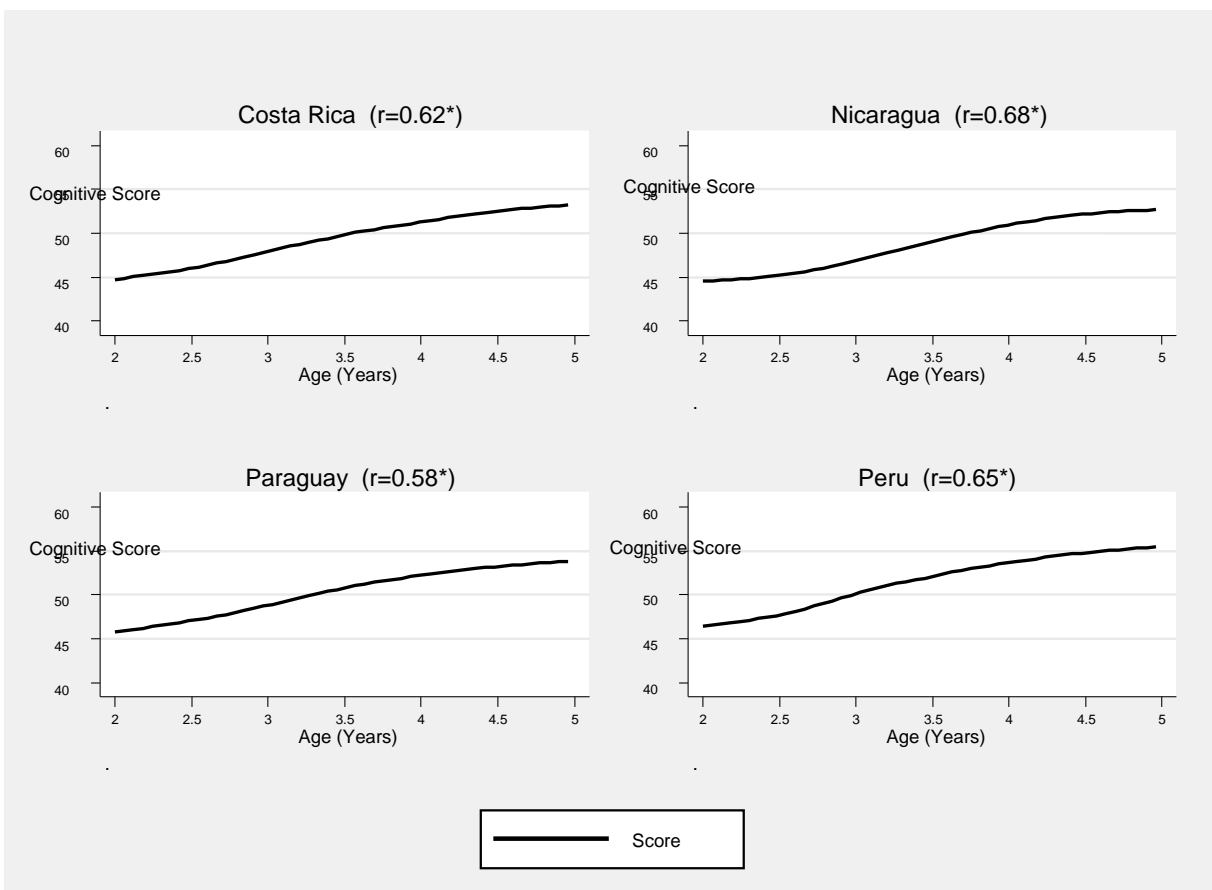 Costa Rica (r=0.62*)
60
Cognitive Score
55
50
45
40
2 2.5 3 3.5 4 4.5 5
Age (Years)
.
Nicaragua (r=0.68*)
60
Cognitive Score
55
50
45
40
2 2.5 3 3.5 4 4.5 5
Age (Years)
.
Paraguay (r=0.58*)
60
Cognitive Score
55
50
45
40
2 2.5 3 3.5 4 4.5 5
Age (Years)
.
Peru (r=0.65*)
60
Cognitive Score
55
50
45
40
2 2.5 3 3.5 4 4.5 5
Age (Years)
.
Score